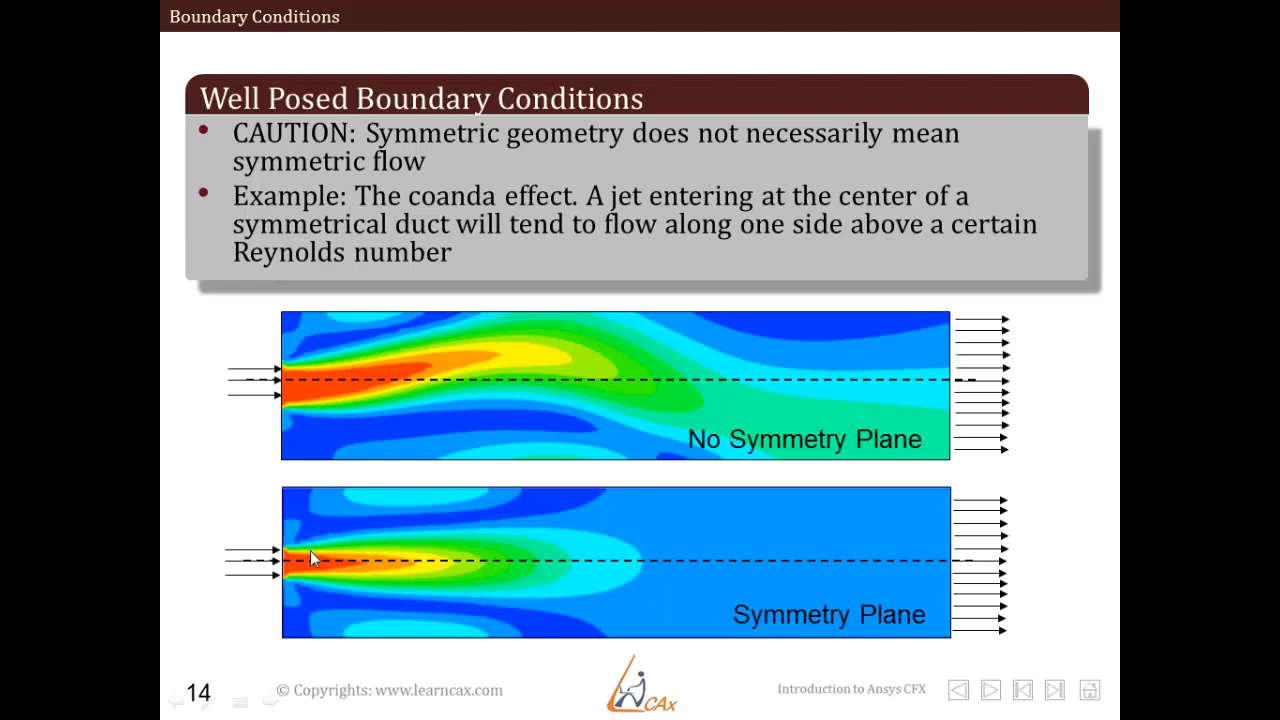 Boundary Conditions
Well Posed Boundary Conditions
• CAUTION: Symmetric geometry does not necessarily mean
symmetric flow
• Example: The coanda effect. A jet entering at the center of a
symmetrical duct will tend to flow along one side above a certain
Reynolds number
No Symmetry Plane
Symmetry Plane
14
© Copyrights: www.learncax.com
CAx
Introduction to Ansys CFX